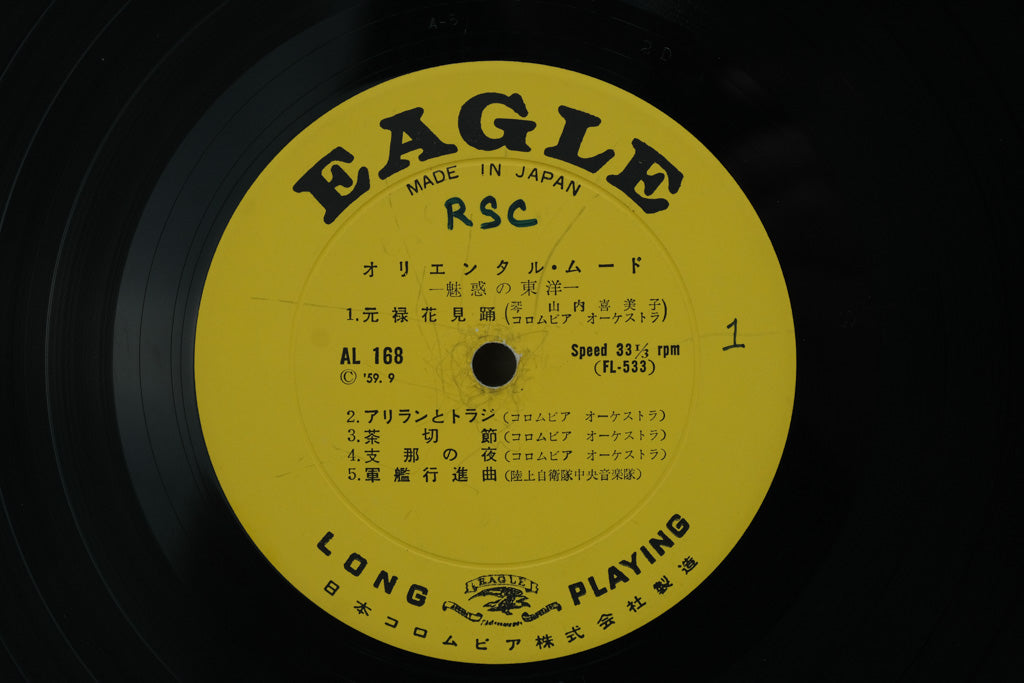 A-5
2 D
EAGLE
MADE IN JAPAN
RSC
オリエンタル・ムード
—魅惑の東洋—
1.元禄花見踊(琴 山内喜美子 コロムビア オーケストラ)
AL 168
Ⓒ '59. 9
Speed 33 1/3 rpm
(FL-533)
1
2.アリランとトラジ(コロムビア オーケストラ)
3.茶切節(コロムビア オーケストラ)
4.支那の夜(コロムビア オーケストラ)
5.軍艦行進曲(陸上自衛隊中央音楽隊)
LONG PLAYING
EAGLE
日本コロムビア株式会社製造